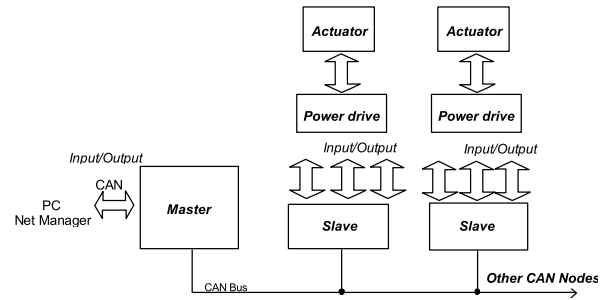 Actuator
Actuator
Power drive
Power drive
Input/Output
Input/Output
Input/Output
CAN
PC
Net Manager
Master
Slave
Slave
CAN Bus
Other CAN Nodes